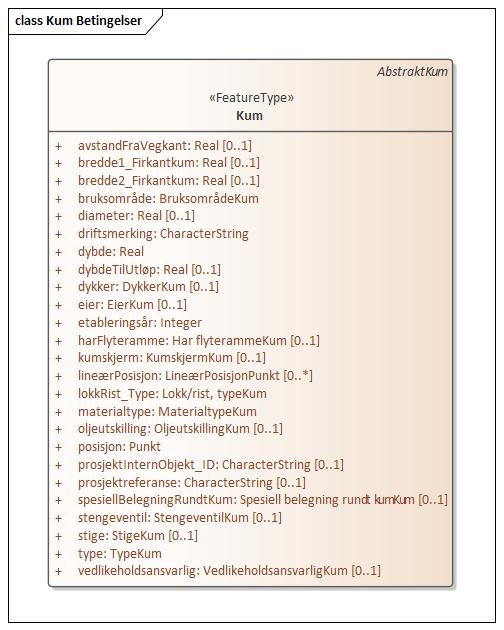 class Kum Betingelser
AbstraktKum
«FeatureType»
Kum
+ avstandFraVegkant: Real [0..1]
+ bredde1_Firkantkum: Real [0..1]
+ bredde2_Firkantkum: Real [0..1]
+ bruksområde: BruksområdeKum
+ diameter: Real [0..1]
+ driftsmerking: CharacterString
+ dybde: Real
+ dybdeTilUtløp: Real [0..1]
+ dykker: DykkerKum [0..1]
+ eier: EierKum [0..1]
+ etableringsår: Integer
+ harFlyteramme: Har flyterammeKum [0..1]
+ kumskjerm: KumskjermKum [0..1]
+ lineærPosisjon: LineærPosisjonPunkt [0..*]
+ lokkRist_Type: Lokk/rist, typeKum
+ materialtype: MaterialtypeKum
+ oljeutskilling: OljeutskillingKum [0..1]
+ posisjon: Punkt
+ prosjektInternObjekt_ID: CharacterString [0..1]
+ prosjektreferanse: CharacterString [0..1]
+ spesiellBelegningRundtKum: Spesiell belegning rundt kumKum [0..1]
+ stengeventil: StengeventilKum [0..1]
+ stige: StigeKum [0..1]
+ type: TypeKum
+ vedlikeholdsansvarlig: VedlikeholdsansvarligKum [0..1]